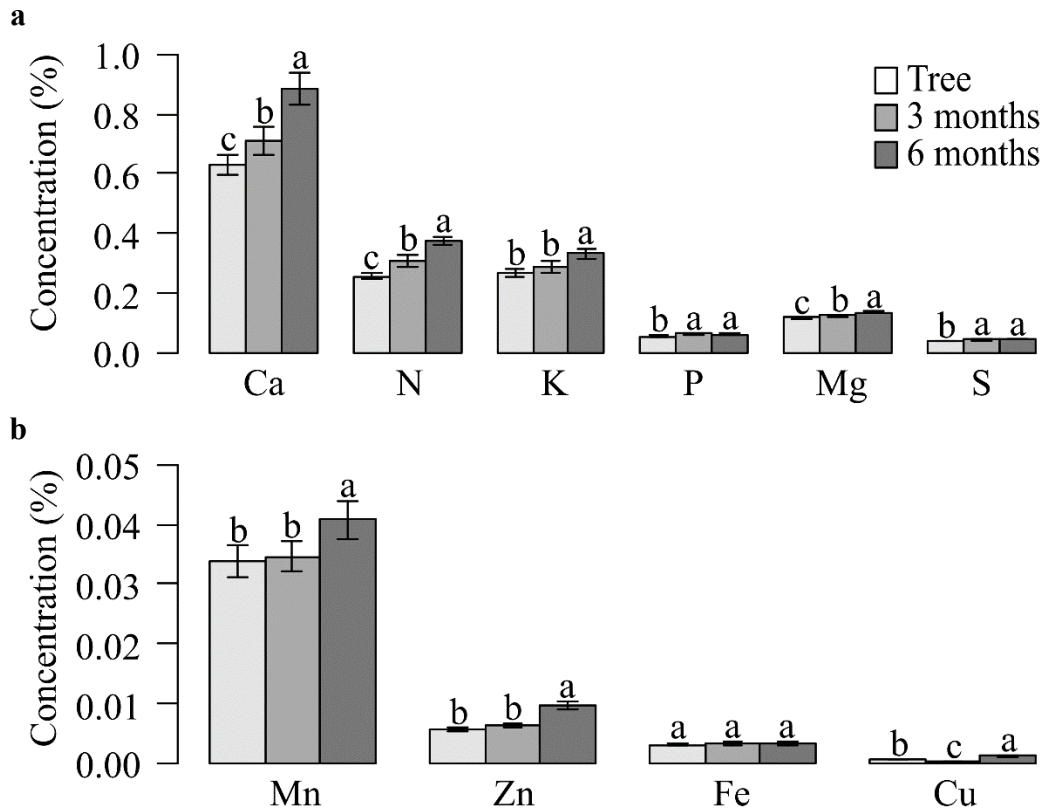 a
Concentration (%)
1.0
0.8
0.6
0.4
0.2
0.0
c b a
c b a
b b a
b a a
c b a
b a a
Ca N K P Mg S
Tree
3 months
6 months
b
Concentration (%)
0.05
0.04
0.03
0.02
0.01
0.00
b b a
b b a
a a a
b c a
Mn Zn Fe Cu